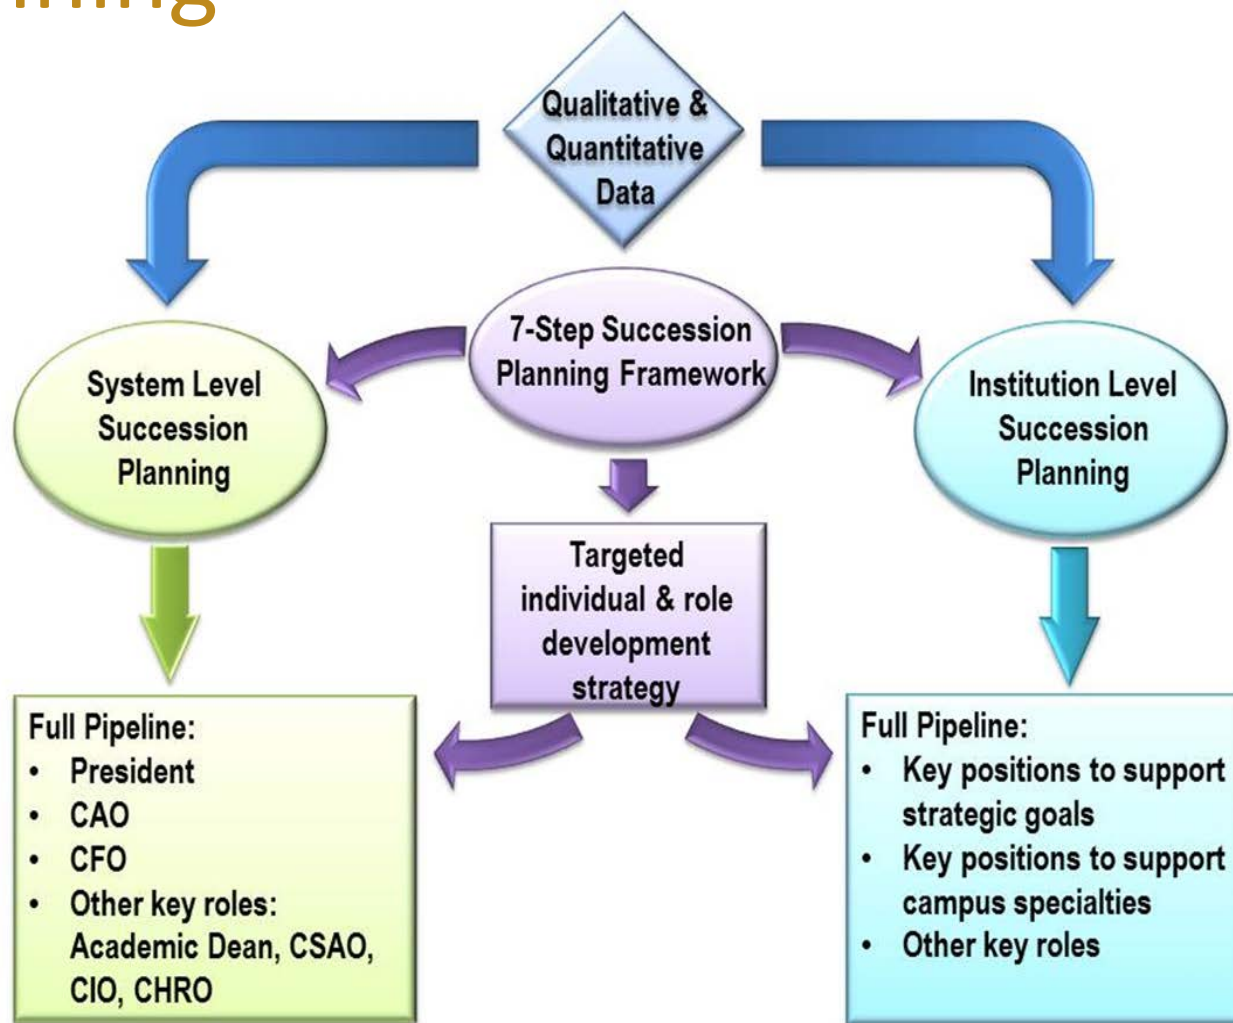 Qualitative &
Quantitative
Data
7-Step Succession
Planning Framework
System Level
Succession
Planning
Institution Level
Succession
Planning
Targeted
individual & role
development
strategy
Full Pipeline:
• President
• CAO
• CFO
• Other key roles:
Academic Dean, CSAO,
CIO, CHRO
Full Pipeline:
• Key positions to support
strategic goals
• Key positions to support
campus specialties
• Other key roles